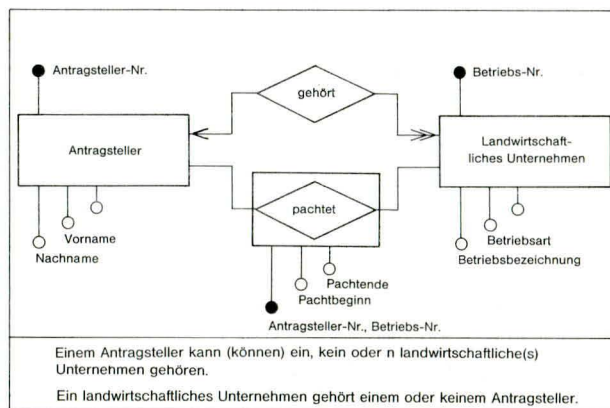 Antragsteller-Nr.
gehört
Betriebs-Nr.
Antragsteller
Landwirtschaft-
liches Unternehmen
pachtet
Vorname
Nachname
Betriebsart
Betriebsbezeichnung
Pachtende
Pachtbeginn
Antragsteller-Nr., Betriebs-Nr.
Einem Antragsteller kann (können) ein, kein oder n landwirtschaftliche(s)
Unternehmen gehören.
Ein landwirtschaftliches Unternehmen gehört einem oder keinem Antragsteller.